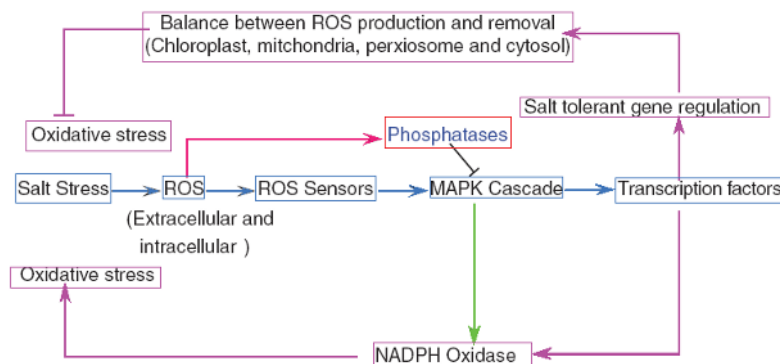 Balance between ROS production and removal
(Chloroplast, mitchondria, perxiosome and cytosol)
Salt tolerant gene regulation
Oxidative stress
Phosphatases
Salt Stress
ROS
ROS Sensors
MAPK Cascade
Transcription factors
(Extracellular and
intracellular )
Oxidative stress
NADPH Oxidase